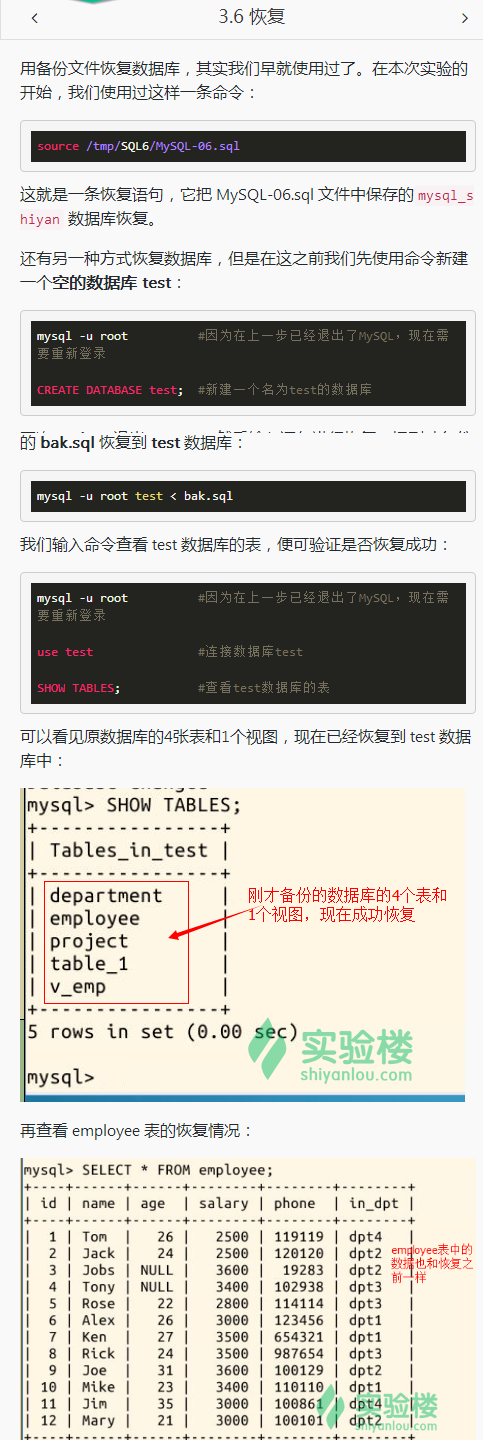 3.6 恢复
用备份文件恢复数据库，其实我们早就使用过了。在本次实验的
开始，我们使用过这样一条命令：
source /tmp/SQL6/MySQL-06.sql
这就是一条恢复语句，它把 MySQL-06.sql 文件中保存的 mysql_s
hiyan 数据库恢复。
还有另一种方式恢复数据库，但是在这之前我们先使用命令新建
一个空的数据库 test：
mysql -u root #因为在上一步已经退出了MySQL，现在需
要重新登录
CREATE DATABASE test; #新建一个名为test的数据库
的 bak.sql 恢复到 test 数据库：
mysql -u root test < bak.sql
我们输入命令查看 test 数据库的表，便可验证是否恢复成功：
mysql -u root #因为在上一步已经退出了MySQL，现在需
要重新登录
use test #连接数据库test
SHOW TABLES; #查看test数据库的表
可以看见原数据库的4张表和1个视图，现在已经恢复到 test 数据
库中：
mysql> SHOW TABLES;
+----------------+
| Tables_in_test |
+----------------+
| department |
| employee |
| project |
| table_1 |
| v_emp |
+----------------+
刚才备份的数据库的4个表和
1个视图，现在成功恢复
5 rows in set (0.00 sec)
实验楼
shiyanlou.com
mysql>
再查看 employee 表的恢复情况：
mysql> SELECT * FROM employee;
+----+------+------+--------+--------+--------+
| id | name | age | salary | phone | in_dpt |
+----+------+------+--------+--------+--------+
| 1 | Tom | 26 | 2500 | 119119 | dpt4 |
| 2 | Jack | 24 | 2500 | 120120 | dpt2 |
| 3 | Jobs | NULL | 3600 | 19283 | dpt2 |
| 4 | Tony | NULL | 3400 | 102938 | dpt3 |
| 5 | Rose | 22 | 2800 | 114114 | dpt3 |
| 6 | Alex | 26 | 3000 | 123456 | dpt1 |
| 7 | Ken | 27 | 3500 | 654321 | dpt1 |
| 8 | Rick | 24 | 3500 | 987654 | dpt3 |
| 9 | Joe | 31 | 3600 | 100129 | dpt2 |
| 10 | Mike | 23 | 3400 | 110110 | dpt1 |
| 11 | Jim | 35 | 3000 | 100861 | dpt4 |
| 12 | Mary | 21 | 3000 | 100101 | dpt2 |
+----+------+------+--------+--------+--------+
employee表中的
数据也和恢复之
前一样
实验楼
shiyanlou.com